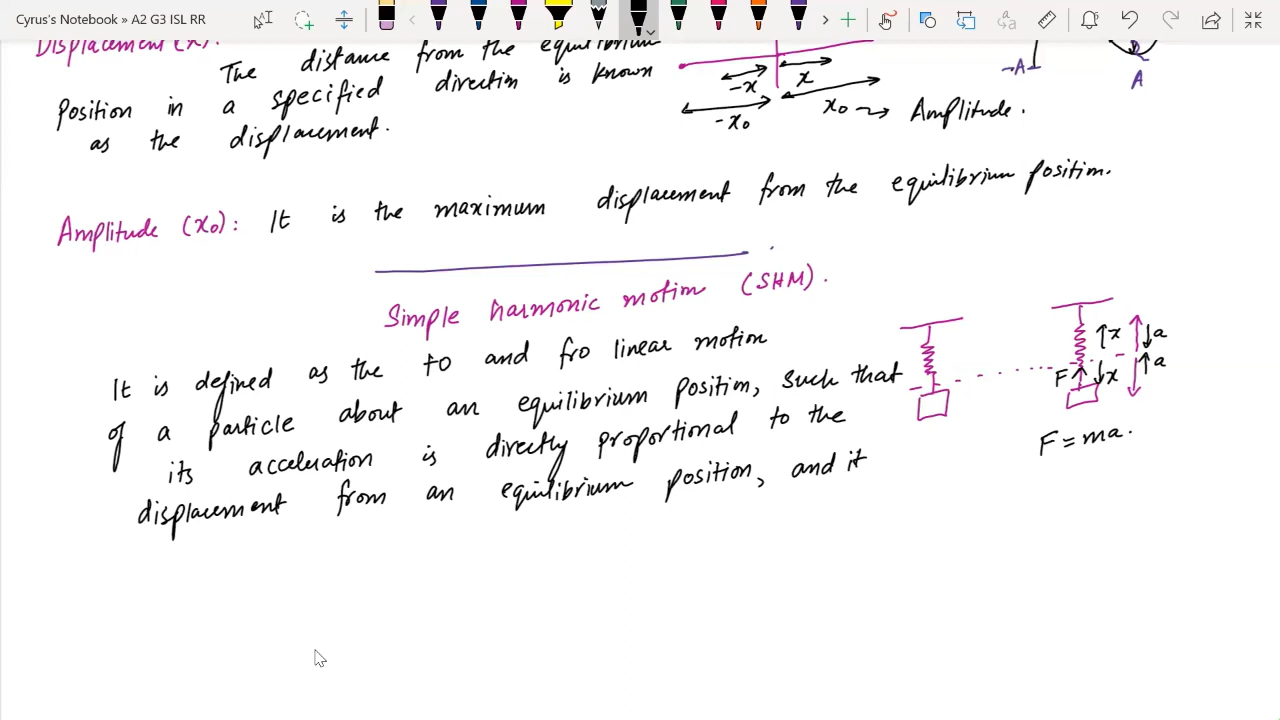 Cyrus's Notebook » A2 G3 ISL RR
Displacement (x):
The distance from the equilibrium
position in a specified direction is known
as the displacement.
-x
x
-x₀
x₀ → Amplitude.
-A
A
Amplitude (x₀): It is the maximum displacement from the equilibrium position.
Simple harmonic motion (SHM).
It is defined as the to and fro linear motion
of a particle about an equilibrium position, such that
its acceleration is directly proportional to the
displacement from an equilibrium position, and it
↑x
↓a
↑a
F↑
↓x
F = ma.